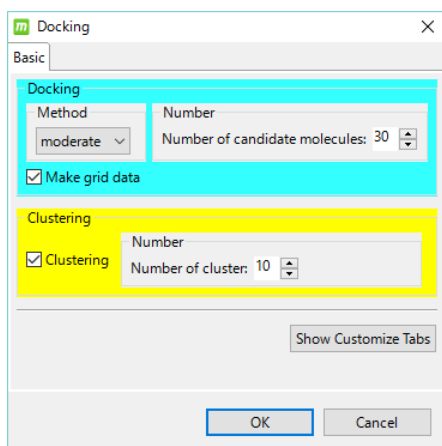 m Docking
Basic
Docking
Method
moderate
Number
Number of candidate molecules: 30
Make grid data
Clustering
Clustering
Number
Number of cluster: 10
Show Customize Tabs
OK Cancel